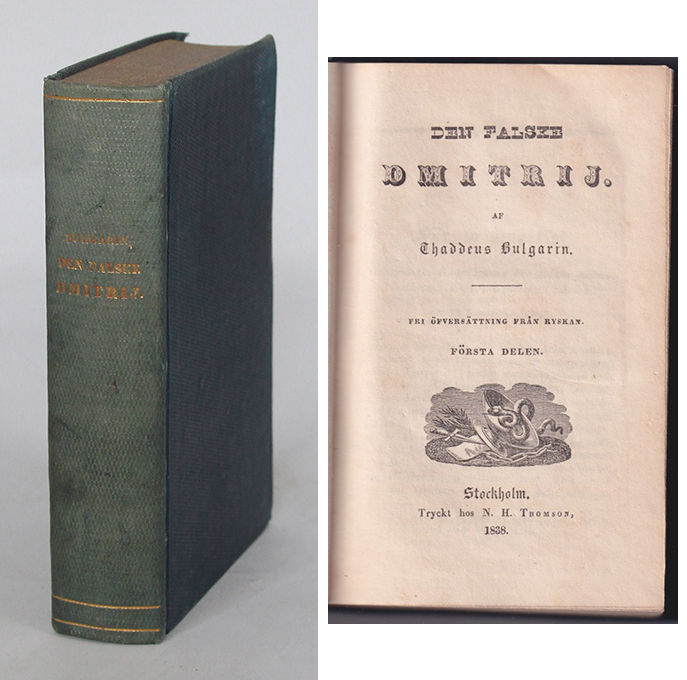 BULGARIN,
DEN FALSKE
DMITRIJ.
DEN FALSKE
DMITRIJ.
AF
Thaddeus Bulgarin.
FRI ÖFVERSÄTTNING FRÅN RYSKAN.
FÖRSTA DELEN.
Stockholm.
Tryckt hos N. H. THOMSON,
1838.